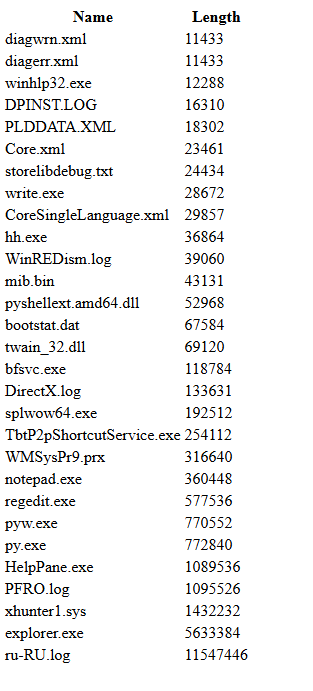 Name Length
diagwrn.xml 11433
diagerr.xml 11433
winhlp32.exe 12288
DPINST.LOG 16310
PLDDATA.XML 18302
Core.xml 23461
storelibdebug.txt 24434
write.exe 28672
CoreSingleLanguage.xml 29857
hh.exe 36864
WinREDism.log 39060
mib.bin 43131
pyshellext.amd64.dll 52968
bootstat.dat 67584
twain_32.dll 69120
bfsvc.exe 118784
DirectX.log 133631
splwow64.exe 192512
TbtP2pShortcutService.exe 254112
WMSysPr9.prx 316640
notepad.exe 360448
regedit.exe 577536
pyw.exe 770552
py.exe 772840
HelpPane.exe 1089536
PFRO.log 1095526
xhunter1.sys 1432232
explorer.exe 5633384
ru-RU.log 11547446